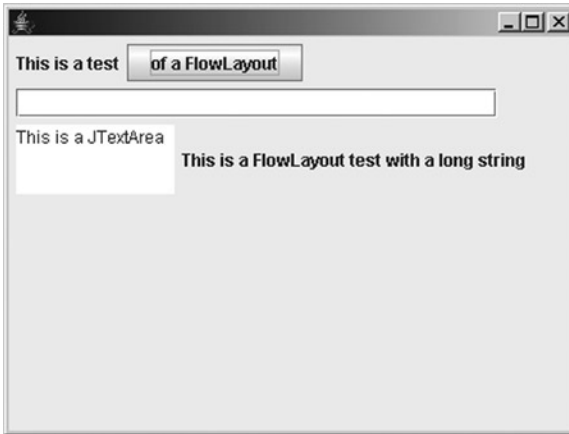 This is a test of a FlowLayout
This is a JTextArea
This is a FlowLayout test with a long string